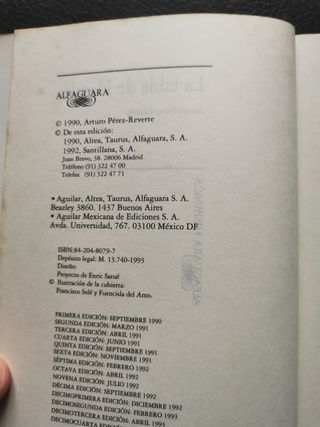 ALFAGUARA
© 1990, Arturo Pérez-Reverte
© De esta edición:
1990, Altea, Taurus, Alfaguara, S. A.
1992, Santillana, S. A.
Juan Bravo, 38. 28006 Madrid
Teléfono (91) 322 47 00
Telefax (91) 322 47 71
• Aguilar, Altea, Taurus, Alfaguara S. A.
Beazley 3860. 1437 Buenos Aires
• Aguilar Mexicana de Ediciones S. A.
Avda. Universidad, 767. 03100 México DF
ISBN:84-204-8079-7
Depósito legal: M. 13.740-1993
Diseño:
Proyecto de Enric Satué
© Ilustración de la cubierta:
Francisco Solé y Fuencisla del Amo.
PRIMERA EDICIÓN: SEPTIEMBRE 1990
SEGUNDA EDICIÓN: MARZO 1991
TERCERA EDICIÓN: ABRIL 1991
CUARTA EDICIÓN: JUNIO 1991
QUINTA EDICIÓN: SEPTIEMBRE 1991
SEXTA EDICIÓN: NOVIEMBRE 1991
SÉPTIMA EDICIÓN: FEBRERO 1992
OCTAVA EDICIÓN: ABRIL 1992
NOVENA EDICIÓN: JULIO 1992
DÉCIMA EDICIÓN: SEPTIEMBRE 1992
DECIMOPRIMERA EDICIÓN: DICIEMBRE 1992
DECIMOSEGUNDA EDICIÓN: FEBRERO 1993
DECIMOTERCERA EDICIÓN: ABRIL 1993
DECIMOCUARTA EDICIÓN: